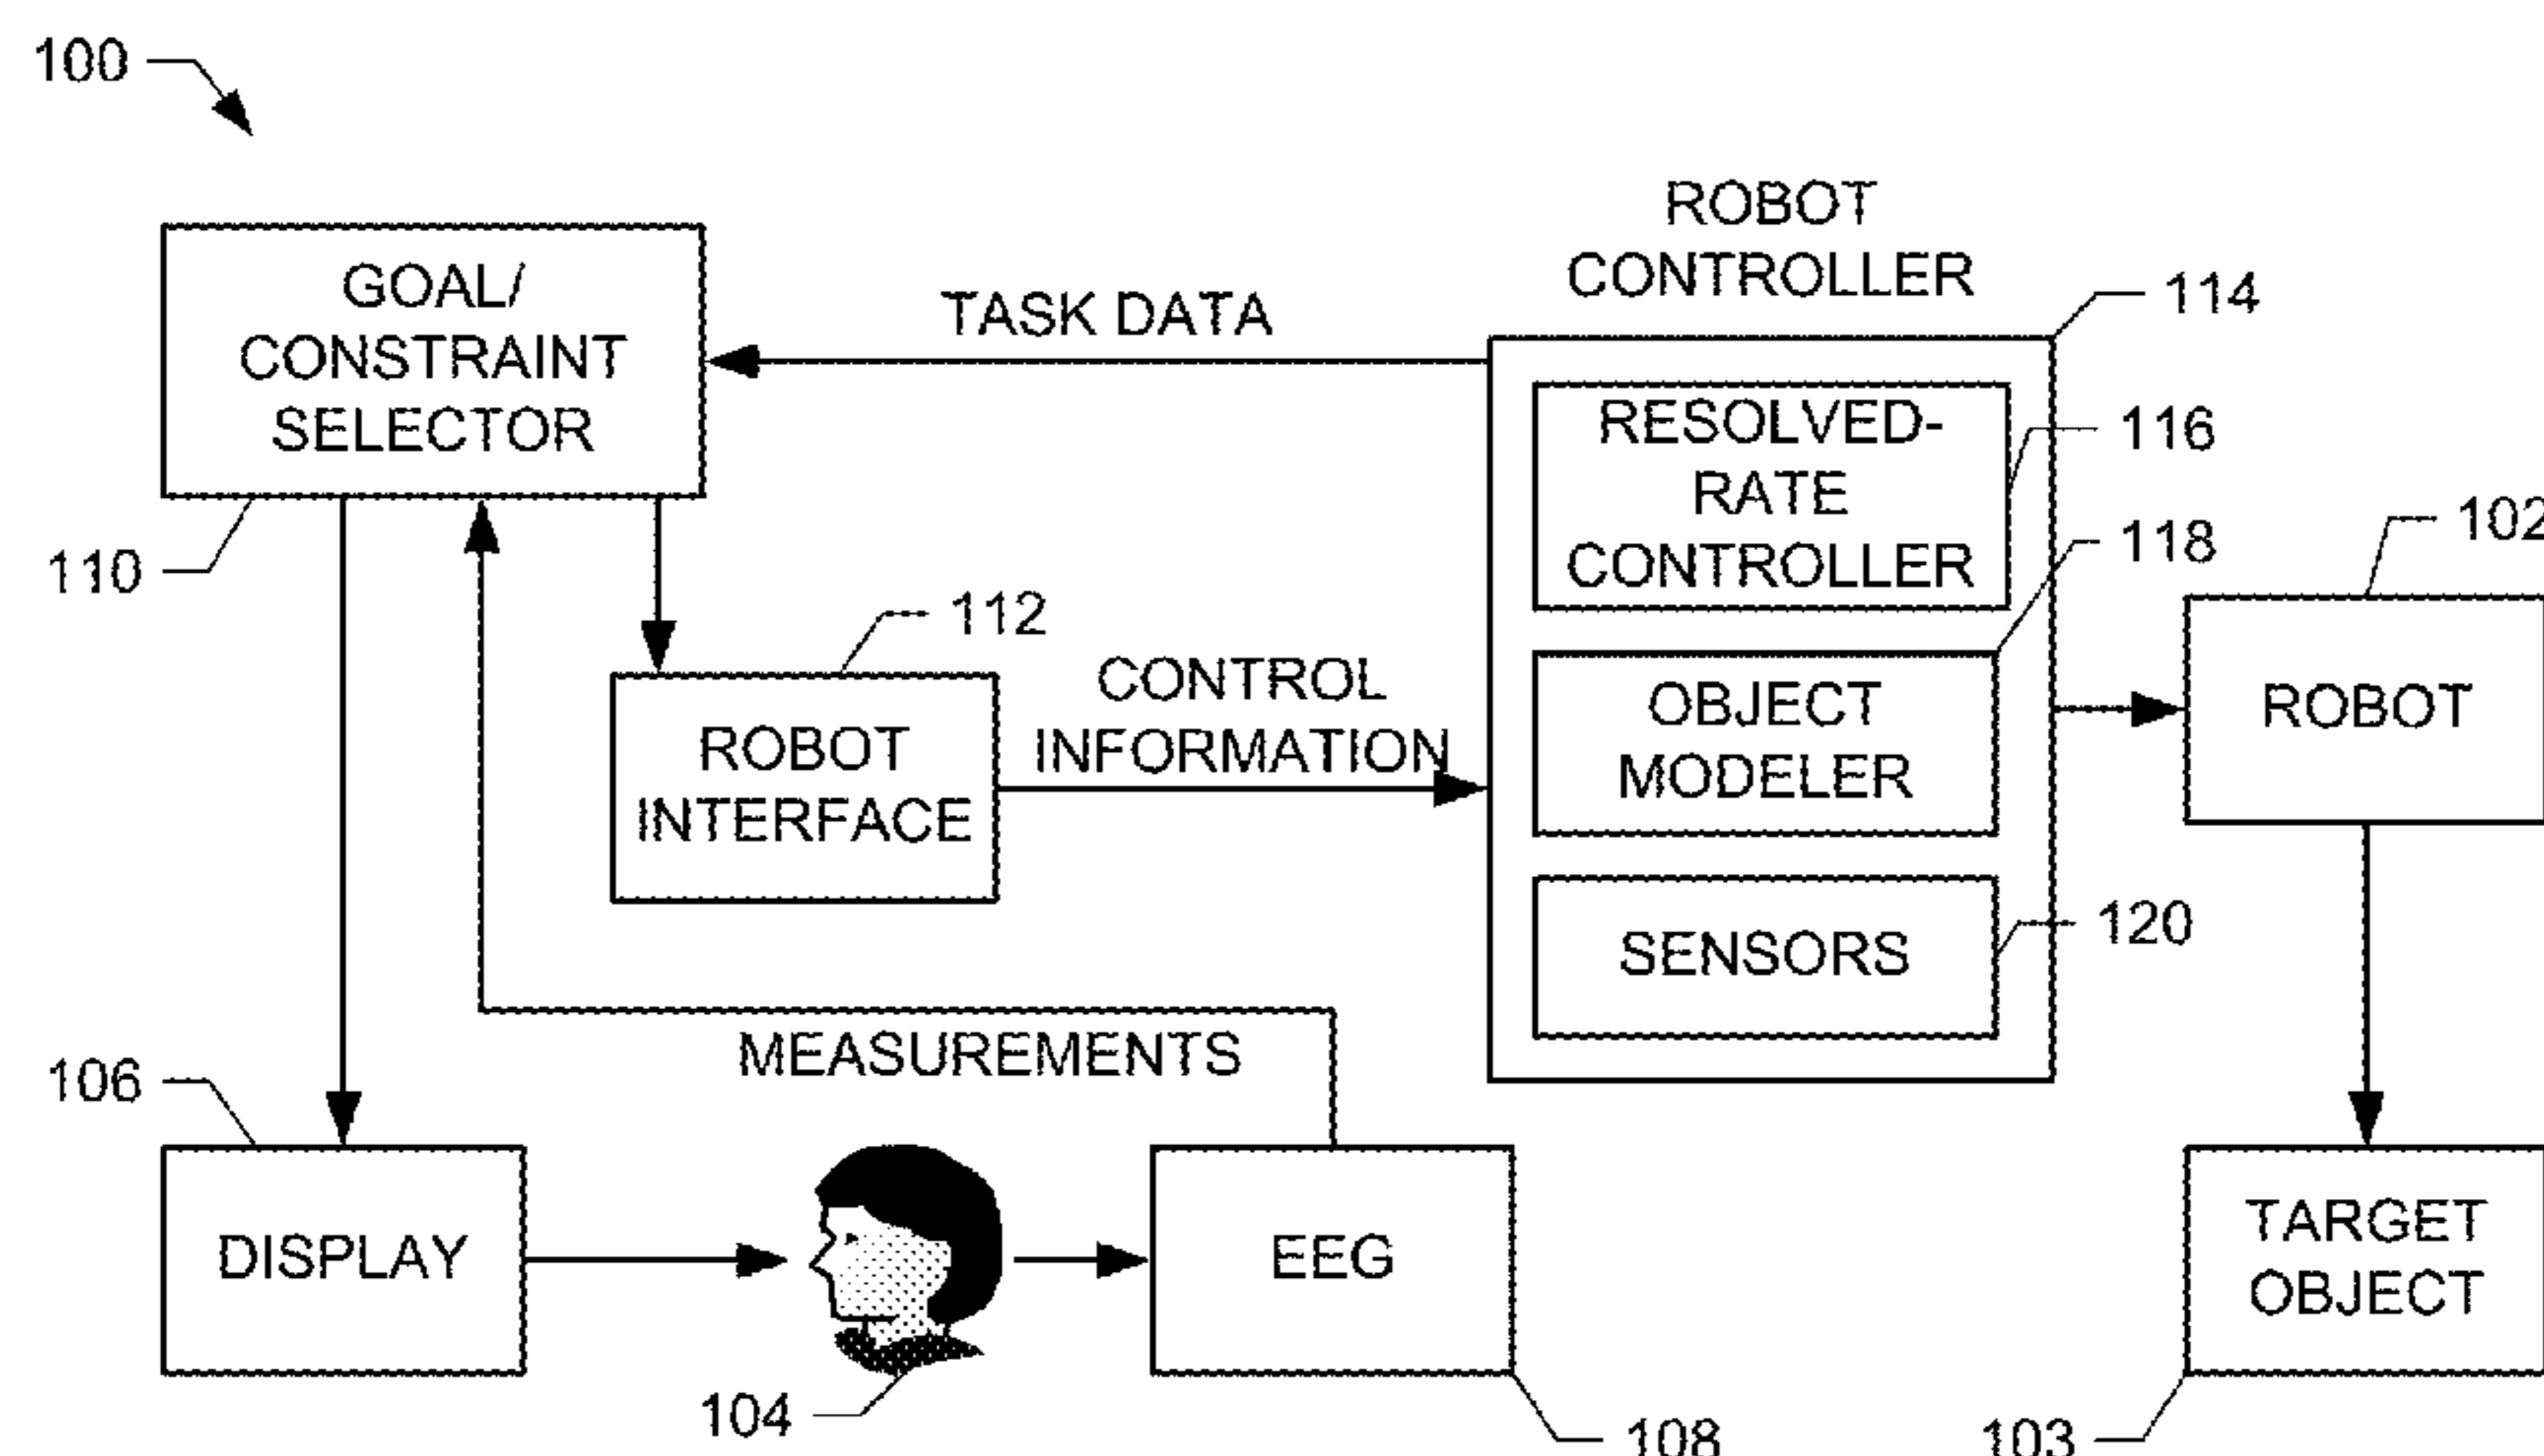 100
ROBOT
CONTROLLER
114
GOAL/
CONSTRAINT
SELECTOR
110
TASK DATA
RESOLVED-
RATE
CONTROLLER
116
118
102
112
ROBOT
INTERFACE
CONTROL
INFORMATION
OBJECT
MODELER
ROBOT
SENSORS
120
MEASUREMENTS
106
DISPLAY
104
EEG
108
TARGET
OBJECT
103